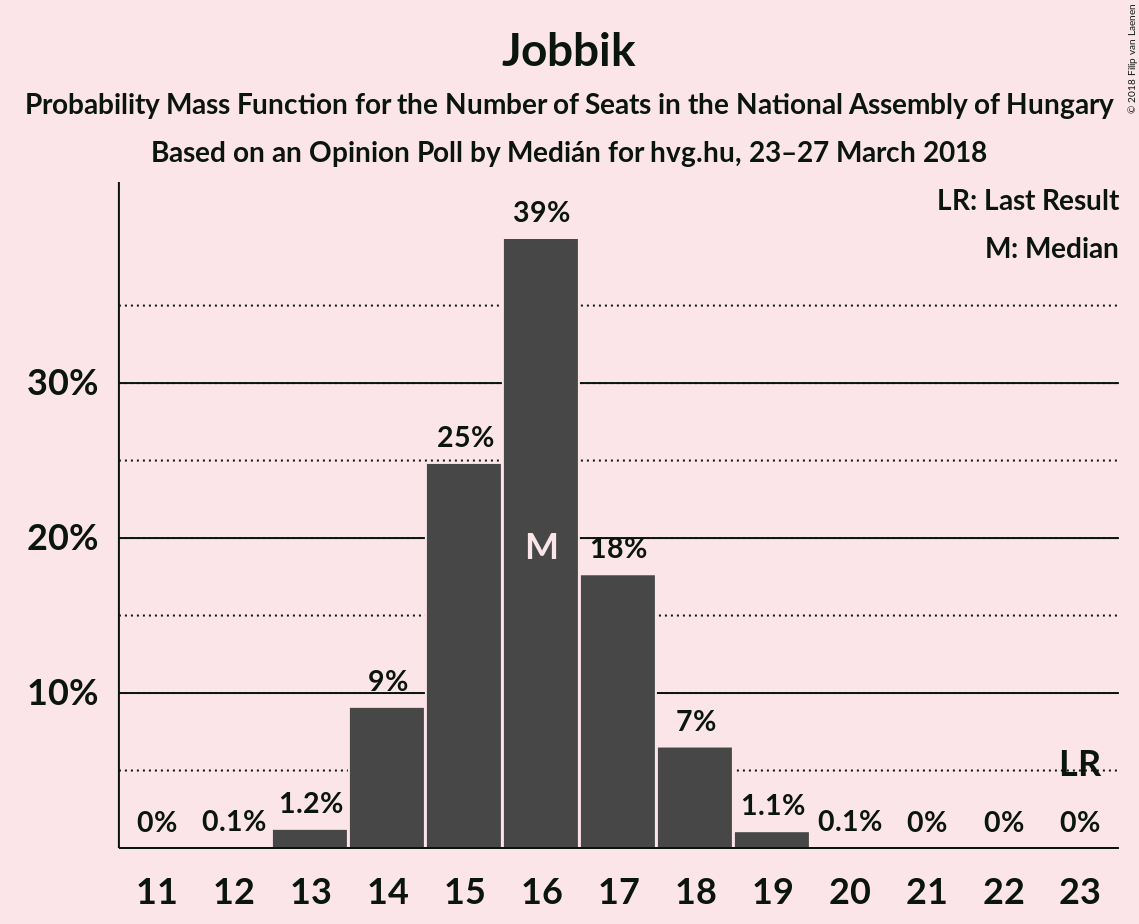 Jobbik
Probability Mass Function for the Number of Seats in the National Assembly of Hungary
Based on an Opinion Poll by Medián for hvg.hu, 23–27 March 2018
© 2018 Filip van Laenen
LR: Last Result
M: Median
39%
30%
25%
20%
M
18%
10%
9%
7%
LR
0%
0.1%
1.2%
1.1%
0.1%
0%
0%
0%
11 12 13 14 15 16 17 18 19 20 21 22 23